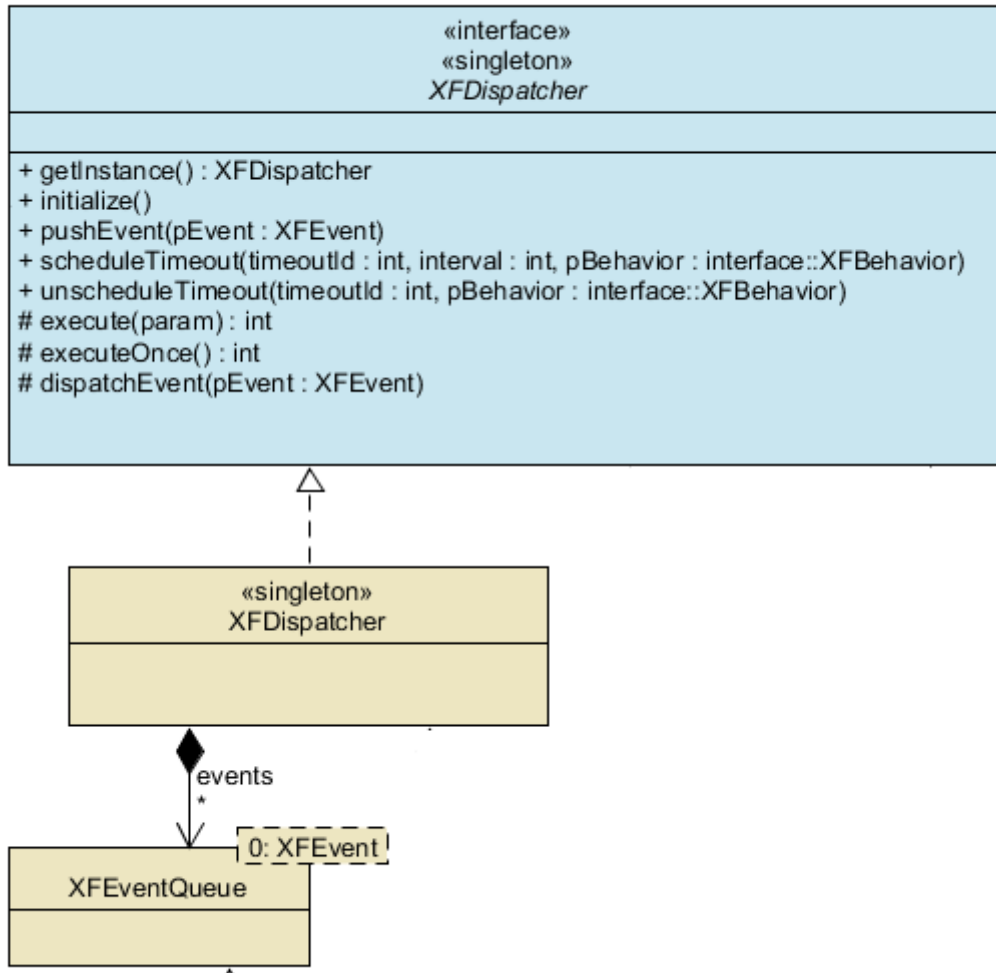 «interface»
«singleton»
XFDispatcher
+ getInstance() : XFDispatcher
+ initialize()
+ pushEvent(pEvent : XFEvent)
+ scheduleTimeout(timeoutId : int, interval : int, pBehavior : interface::XFBehavior)
+ unscheduleTimeout(timeoutId : int, pBehavior : interface::XFBehavior)
# execute(param) : int
# executeOnce() : int
# dispatchEvent(pEvent : XFEvent)
«singleton»
XFDispatcher
events
*
0: XFEvent
XFEventQueue